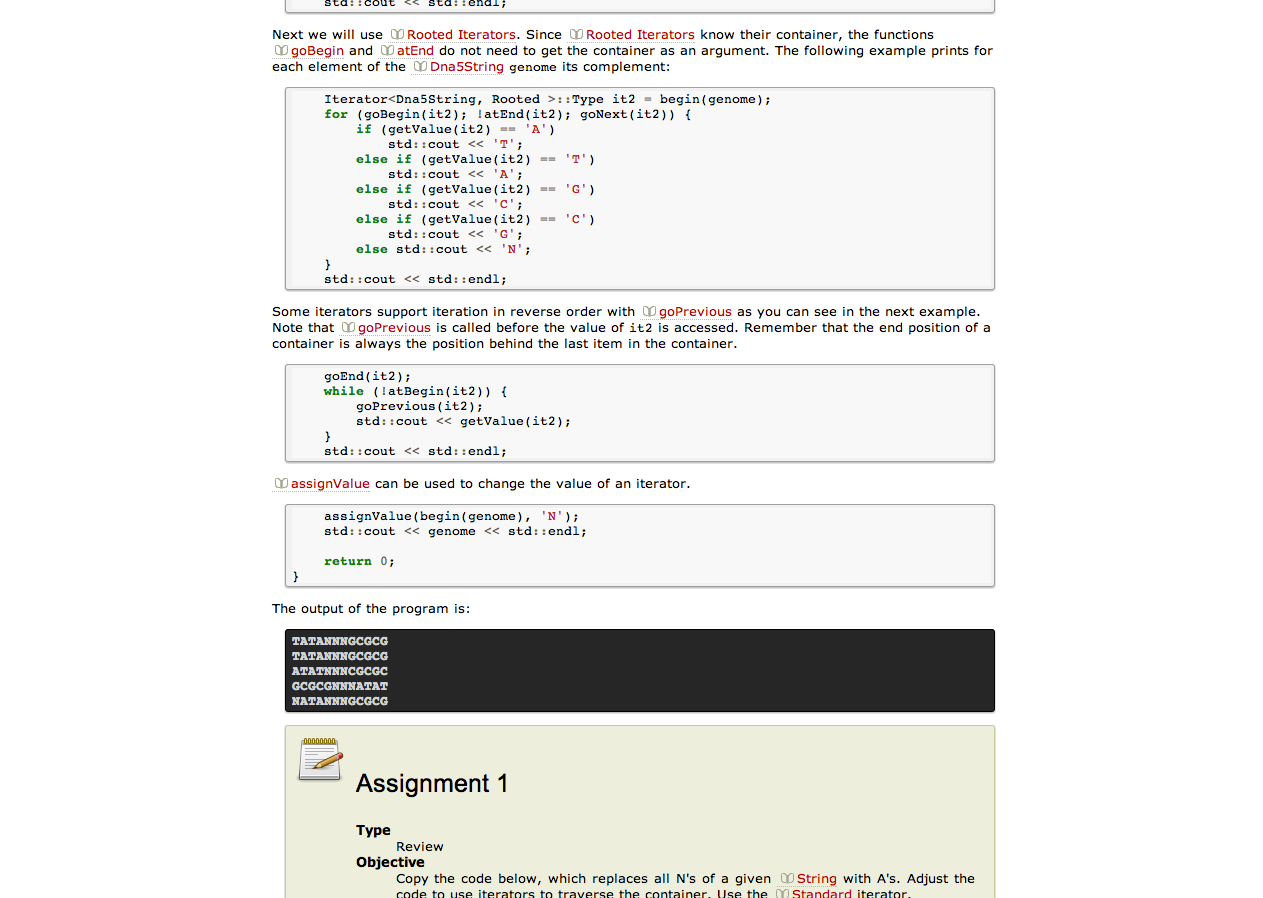 std::cout << std::endl;
Next we will use Rooted Iterators. Since Rooted Iterators know their container, the functions
goBegin and atEnd do not need to get the container as an argument. The following example prints for
each element of the Dna5String genome its complement:
Iterator<Dna5String, Rooted >::Type it2 = begin(genome);
for (goBegin(it2); !atEnd(it2); goNext(it2)) {
if (getValue(it2) == 'A')
std::cout << 'T';
else if (getValue(it2) == 'T')
std::cout << 'A';
else if (getValue(it2) == 'G')
std::cout << 'C';
else if (getValue(it2) == 'C')
std::cout << 'G';
else std::cout << 'N';
}
std::cout << std::endl;
Some iterators support iteration in reverse order with goPrevious as you can see in the next example.
Note that goPrevious is called before the value of it2 is accessed. Remember that the end position of a
container is always the position behind the last item in the container.
goEnd(it2);
while (!atBegin(it2)) {
goPrevious(it2);
std::cout << getValue(it2);
}
std::cout << std::endl;
assignValue can be used to change the value of an iterator.
assignValue(begin(genome), 'N');
std::cout << genome << std::endl;
return 0;
}
The output of the program is:
TATANNNGCGCG
TATANNNGCGCG
ATATNNNCGCGC
GCGCGNNNATAT
NATANNNGCGCG
Assignment 1
Type
Review
Objective
Copy the code below, which replaces all N's of a given String with A's. Adjust the
code to use iterators to traverse the container. Use the Standard iterator.